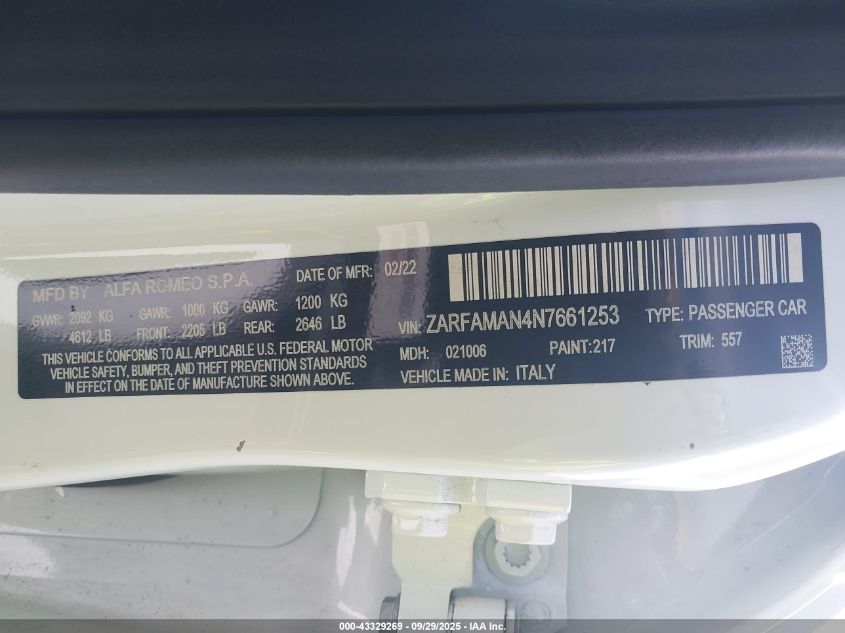 MFD BY ALFA ROMEO S.P.A. DATE OF MFR: 02/22
GVWR: 2092 KG GAWR: 1000 KG GAWR: 1200 KG
4612 LB FRONT: 2205 LB REAR: 2646 LB
THIS VEHICLE CONFORMS TO ALL APPLICABLE U.S. FEDERAL MOTOR
VEHICLE SAFETY, BUMPER, AND THEFT PREVENTION STANDARDS
IN EFFECT ON THE DATE OF MANUFACTURE SHOWN ABOVE.
VIN: ZARFAMAN4N7661253 TYPE: PASSENGER CAR
MDH: 021006 PAINT:217 TRIM: 557
VEHICLE MADE IN: ITALY
000-43329269 - 09/29/2025 - IAA Inc.